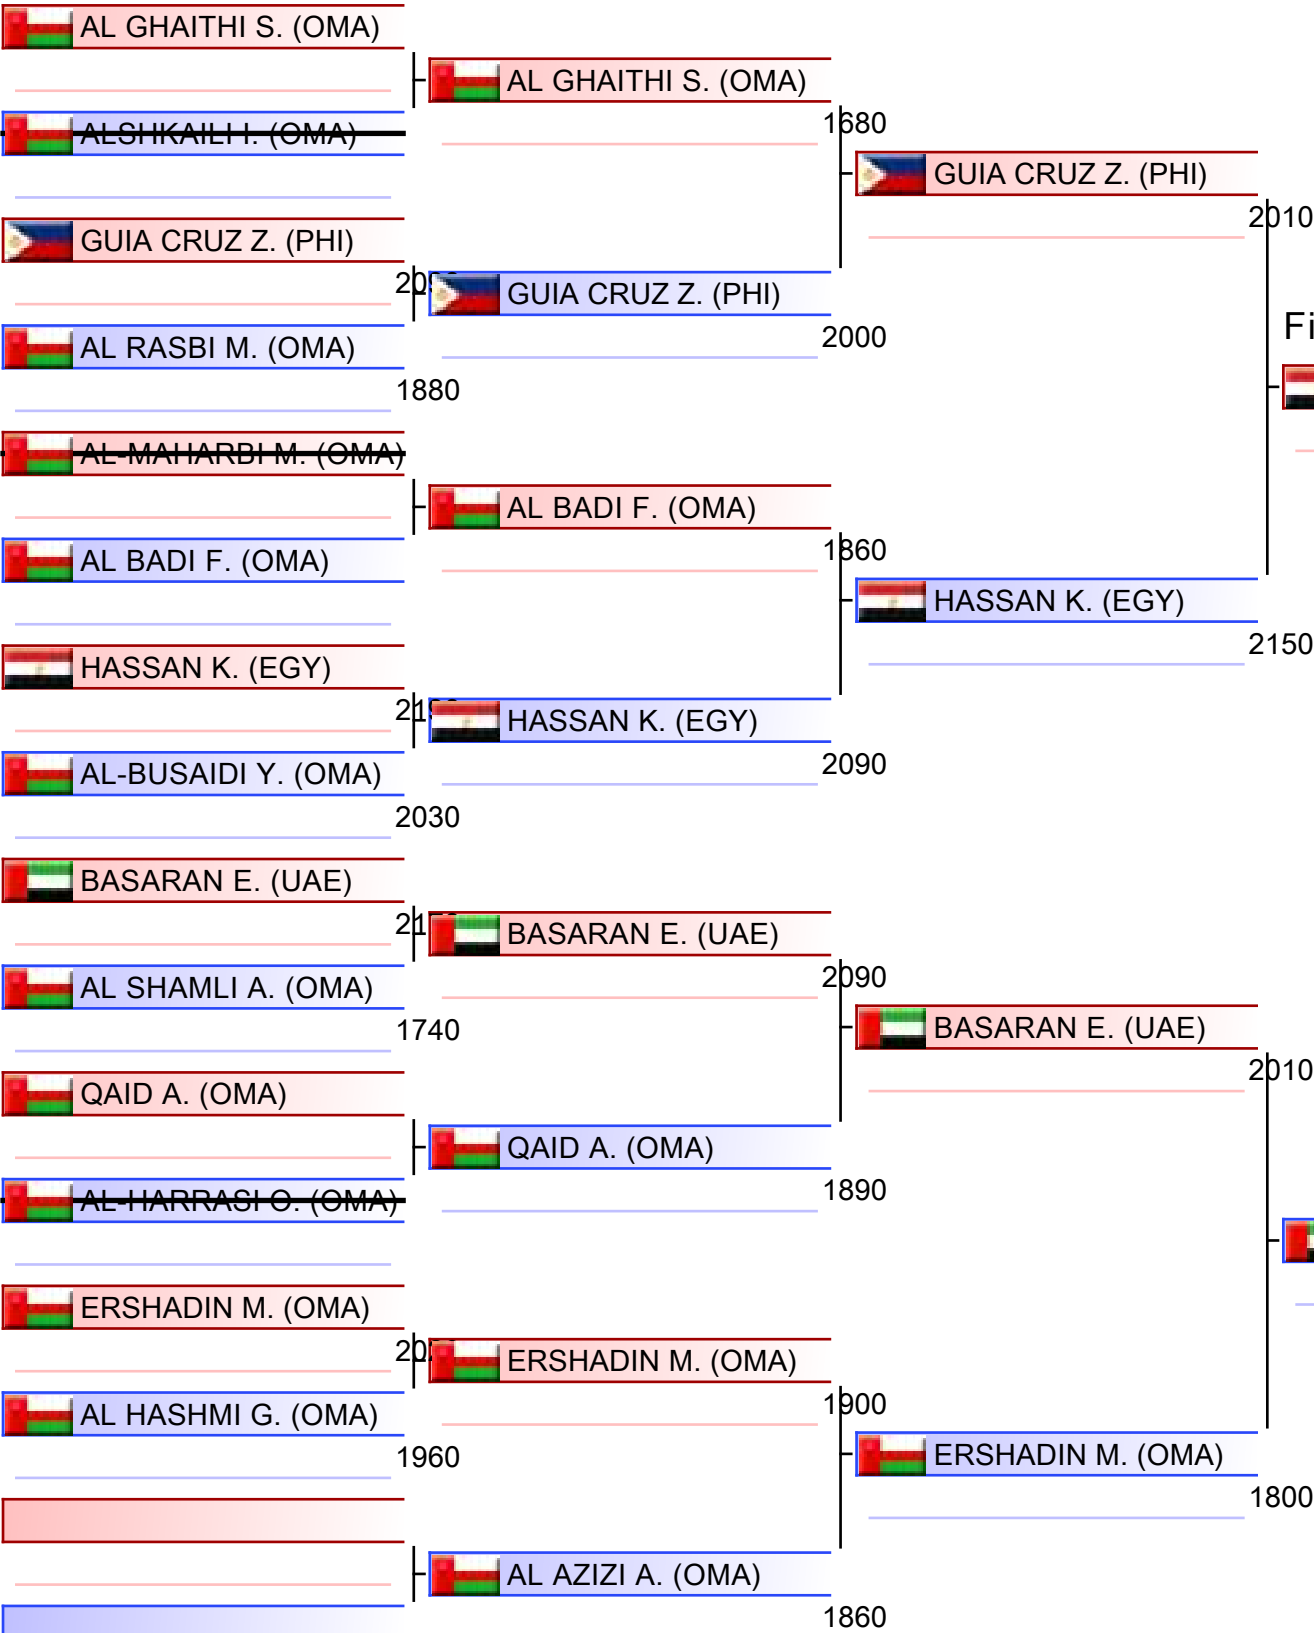 AL GHAITHI S. (OMA)
AL GHAITHI S. (OMA)
1680
ALSHKAILI I. (OMA)
GUIA CRUZ Z. (PHI)
2010
GUIA CRUZ Z. (PHI)
GUIA CRUZ Z. (PHI)
2000
AL RASBI M. (OMA)
1880
AL-MAHARBI M. (OMA)
AL BADI F. (OMA)
1860
AL BADI F. (OMA)
HASSAN K. (EGY)
2150
HASSAN K. (EGY)
HASSAN K. (EGY)
2090
AL-BUSAIDI Y. (OMA)
2030
BASARAN E. (UAE)
BASARAN E. (UAE)
2090
AL SHAMLI A. (OMA)
1740
BASARAN E. (UAE)
2010
QAID A. (OMA)
QAID A. (OMA)
1890
AL-HARRASI O. (OMA)
ERSHADIN M. (OMA)
ERSHADIN M. (OMA)
1900
AL HASHMI G. (OMA)
1960
ERSHADIN M. (OMA)
1800
AL AZIZI A. (OMA)
1860